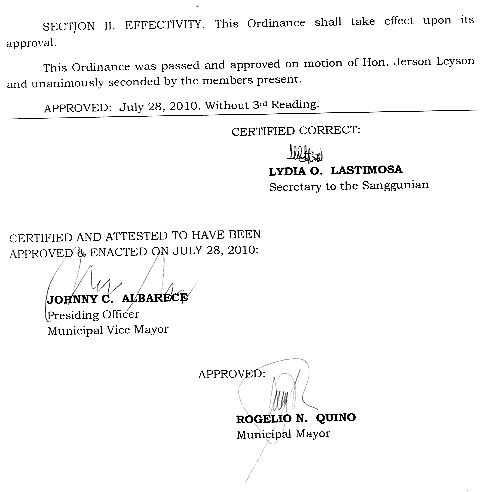 SECTION II. EFFECTIVITY. This Ordinance shall take effect upon its
approval.
This Ordinance was passed and approved on motion of Hon. Jerson Leyson
and unanimously seconded by the members present.
APPROVED: July 28, 2010. Without 3rd Reading.
CERTIFIED CORRECT:
LYDIA O. LASTIMOSA
Secretary to the Sanggunian
CERTIFIED AND ATTESTED TO HAVE BEEN
APPROVED & ENACTED ON JULY 28, 2010:
JOHNNY C. ALBARECE
Presiding Officer
Municipal Vice Mayor
APPROVED:
ROGELIO N. QUINO
Municipal Mayor